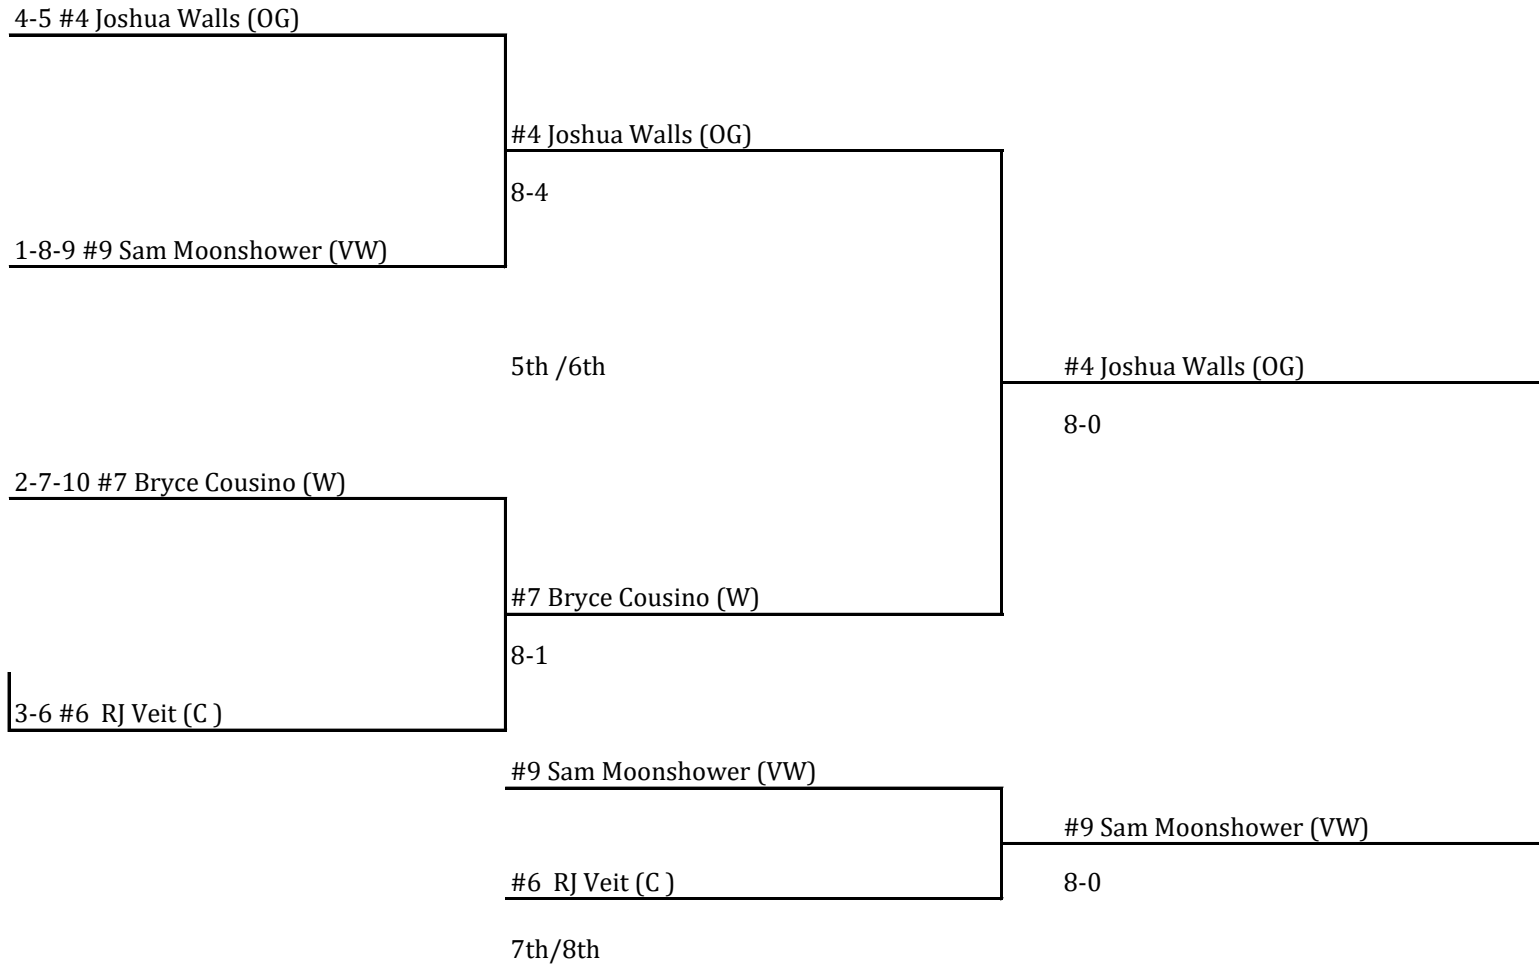 4-5 #4 Joshua Walls (OG)
#4 Joshua Walls (OG)
8-4
1-8-9 #9 Sam Moonshower (VW)
5th /6th
#4 Joshua Walls (OG)
8-0
2-7-10 #7 Bryce Cousino (W)
#7 Bryce Cousino (W)
8-1
3-6 #6  RJ Veit (C )
#9 Sam Moonshower (VW)
#9 Sam Moonshower (VW)
#6  RJ Veit (C )
8-0
7th/8th